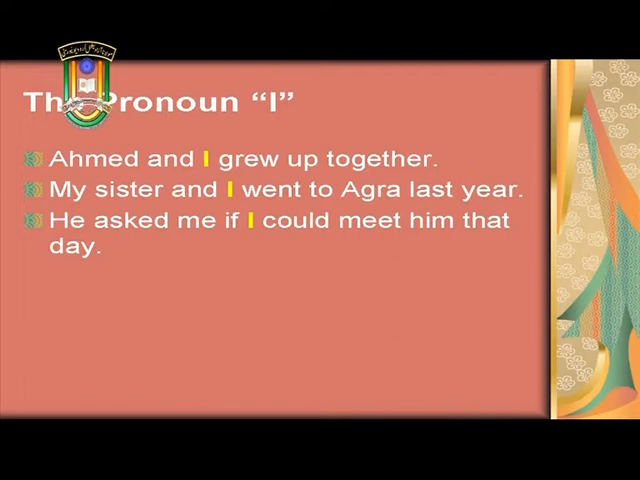 The Pronoun “I”
Ahmed and I grew up together.
My sister and I went to Agra last year.
He asked me if I could meet him that
day.